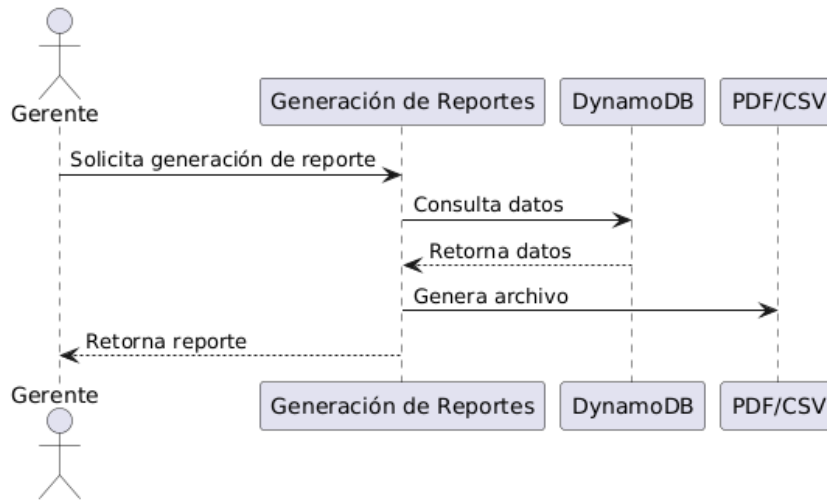 Gerente
Generación de Reportes
DynamoDB
PDF/CSV
Solicita generación de reporte
Consulta datos
Retorna datos
Genera archivo
Retorna reporte
Gerente
Generación de Reportes
DynamoDB
PDF/CSV